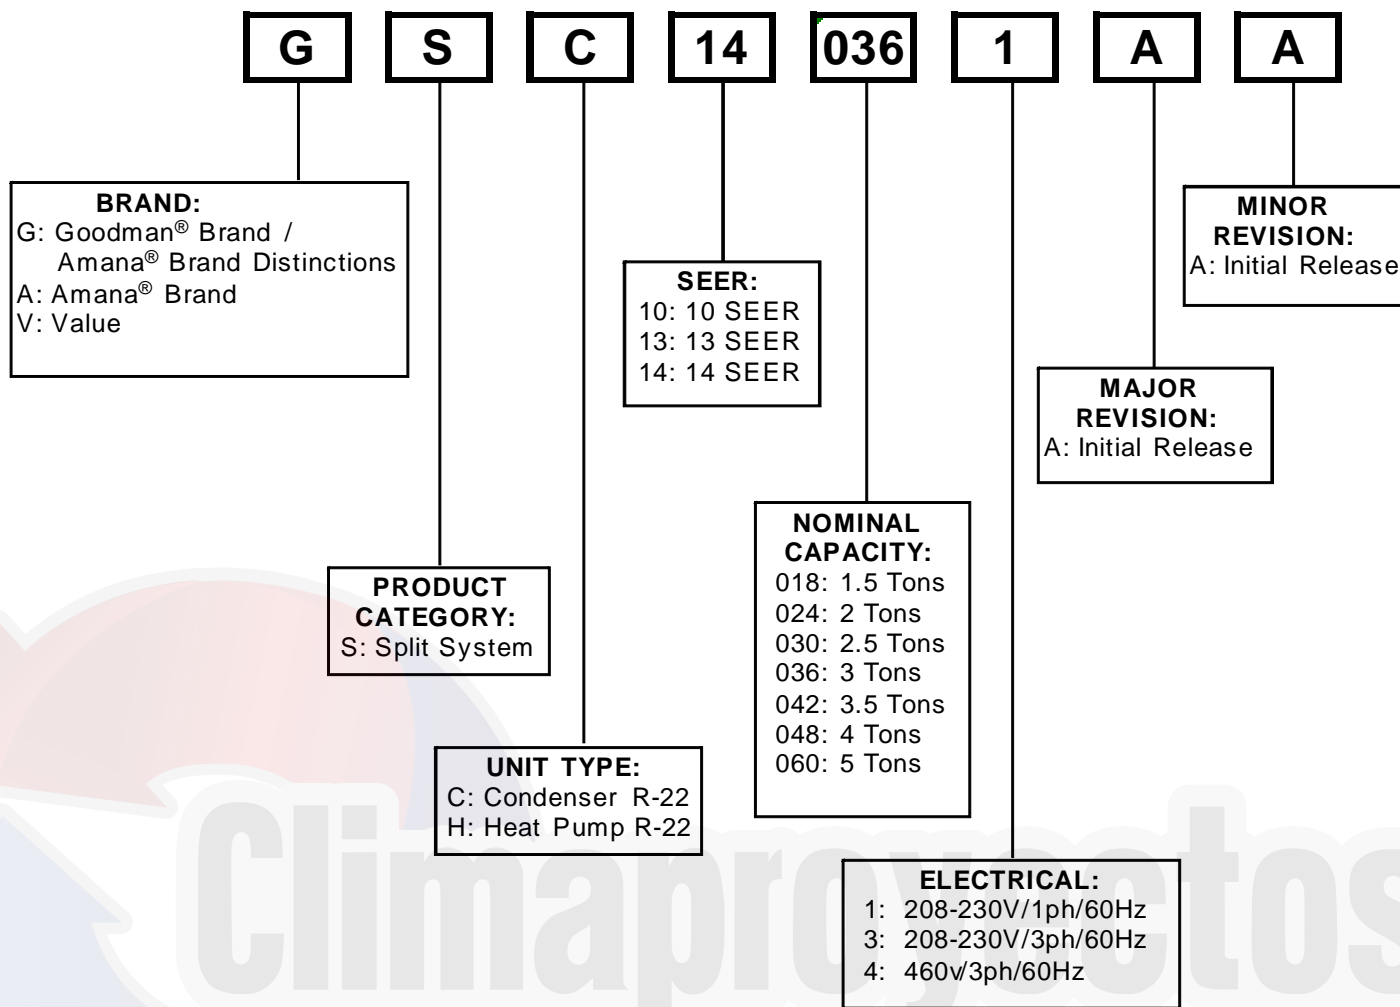 G S C 14 036 1 A A
BRAND:
G: Goodman® Brand /
Amana® Brand Distinctions
A: Amana® Brand
V: Value
MINOR
REVISION:
A: Initial Release
SEER:
10: 10 SEER
13: 13 SEER
14: 14 SEER
MAJOR
REVISION:
A: Initial Release
NOMINAL
CAPACITY:
018: 1.5 Tons
024: 2 Tons
030: 2.5 Tons
036: 3 Tons
042: 3.5 Tons
048: 4 Tons
060: 5 Tons
PRODUCT
CATEGORY:
S: Split System
UNIT TYPE:
C: Condenser R-22
H: Heat Pump R-22
ELECTRICAL:
1: 208-230V/1ph/60Hz
3: 208-230V/3ph/60Hz
4: 460v/3ph/60Hz
Climaproyectos